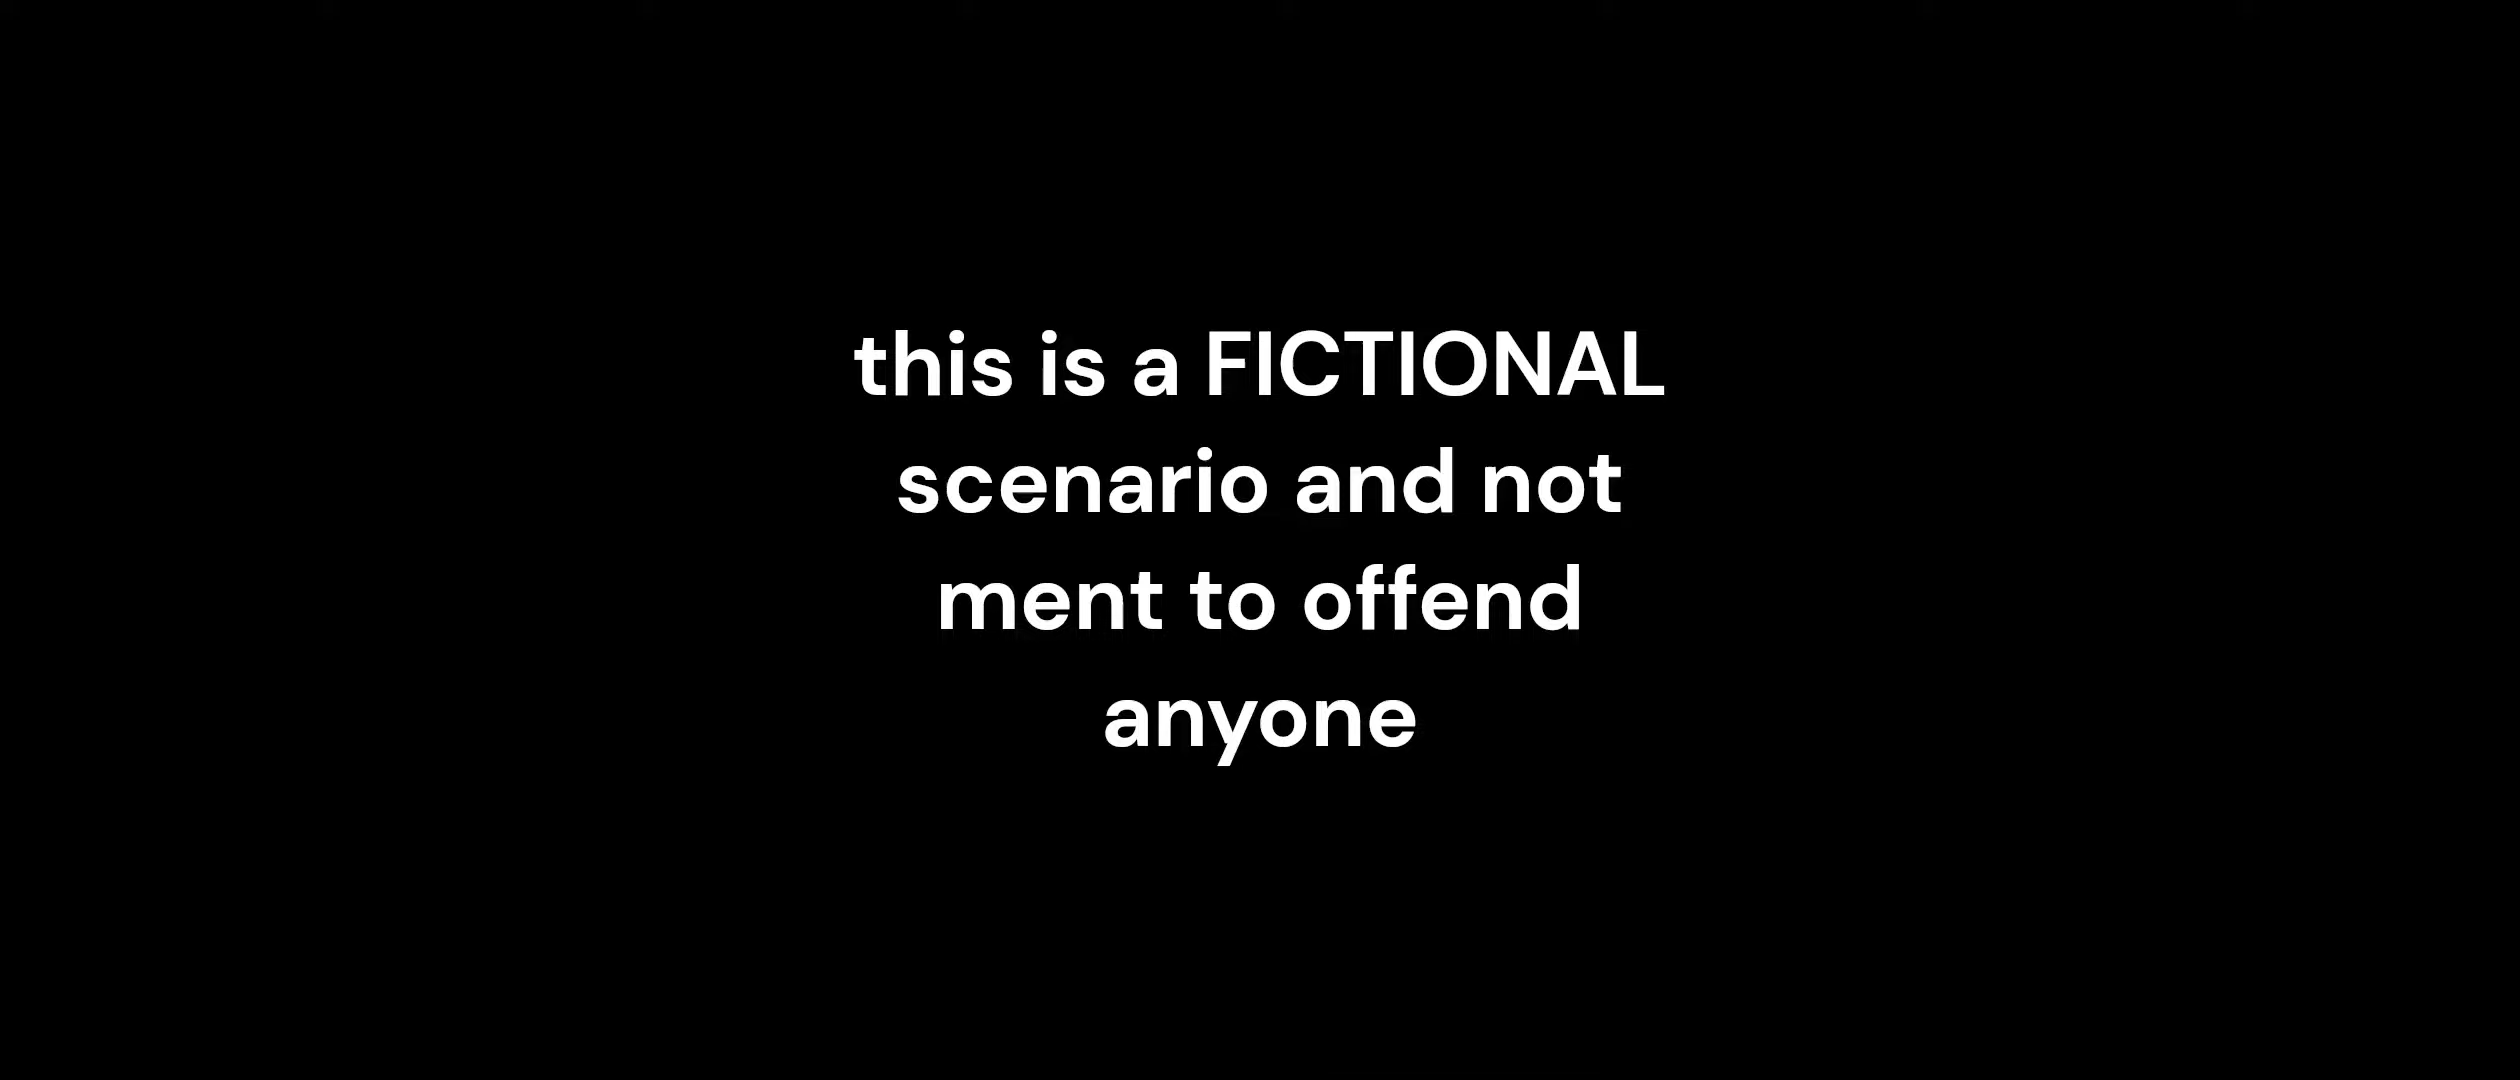 this is a FICTIONAL
scenario and not
ment to offend
anyone